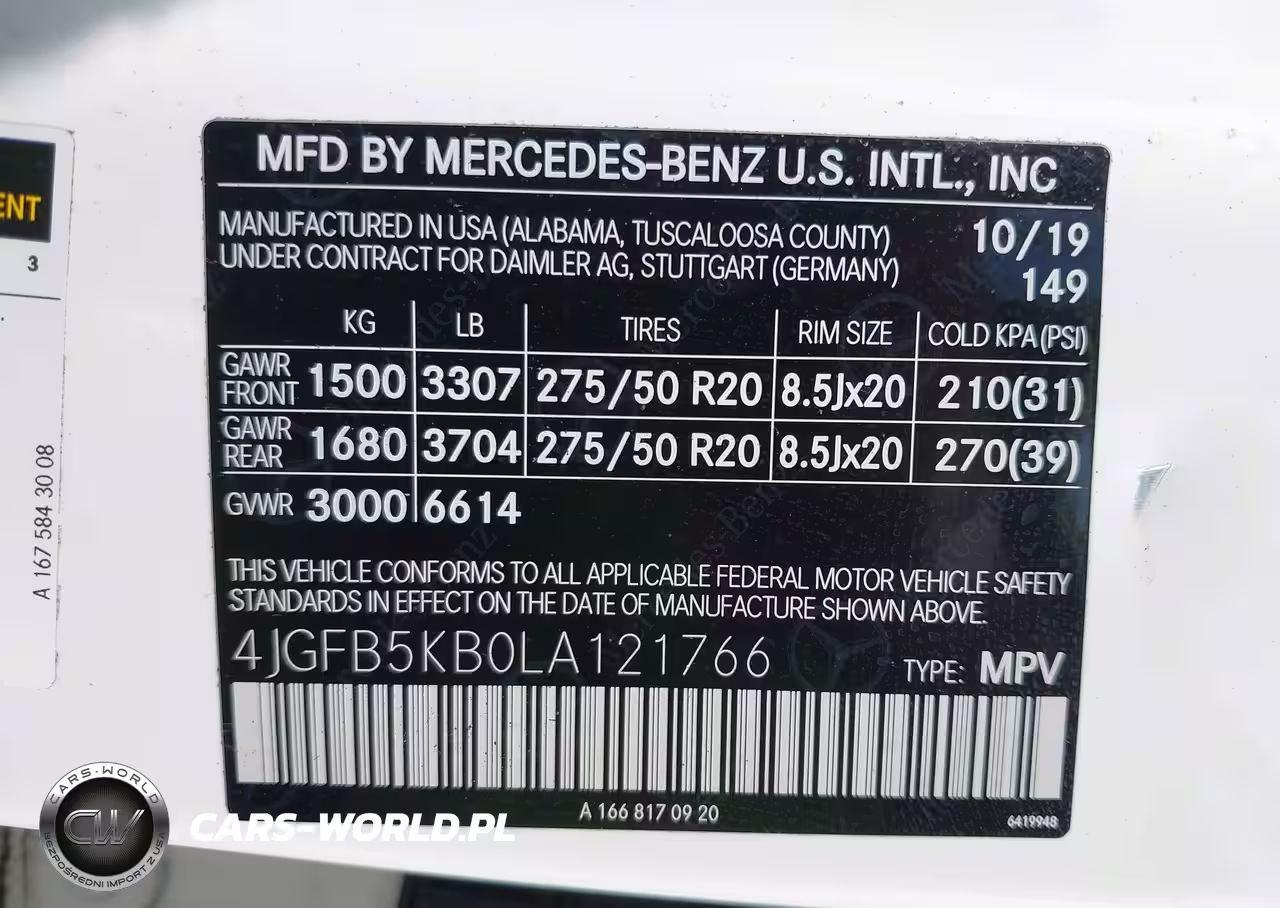 MFD BY MERCEDES-BENZ U.S. INTL., INC
MANUFACTURED IN USA (ALABAMA, TUSCALOOSA COUNTY) 10/19
UNDER CONTRACT FOR DAIMLER AG, STUTTGART (GERMANY) 149
KG LB TIRES RIM SIZE COLD KPA (PSI)
GAWR FRONT 1500 3307 275/50 R20 8.5Jx20 210(31)
GAWR REAR 1680 3704 275/50 R20 8.5Jx20 270(39)
GVWR 3000 6614
THIS VEHICLE CONFORMS TO ALL APPLICABLE FEDERAL MOTOR VEHICLE SAFETY
STANDARDS IN EFFECT ON THE DATE OF MANUFACTURE SHOWN ABOVE.
4JGFB5KB0LA121766 TYPE: MPV
A 166 817 09 20
6419948
ENT
3
A 167 584 30 08
CARS-WORLD
CW
BEZPOŚREDNI IMPORT Z USA
CARS-WORLD.PL